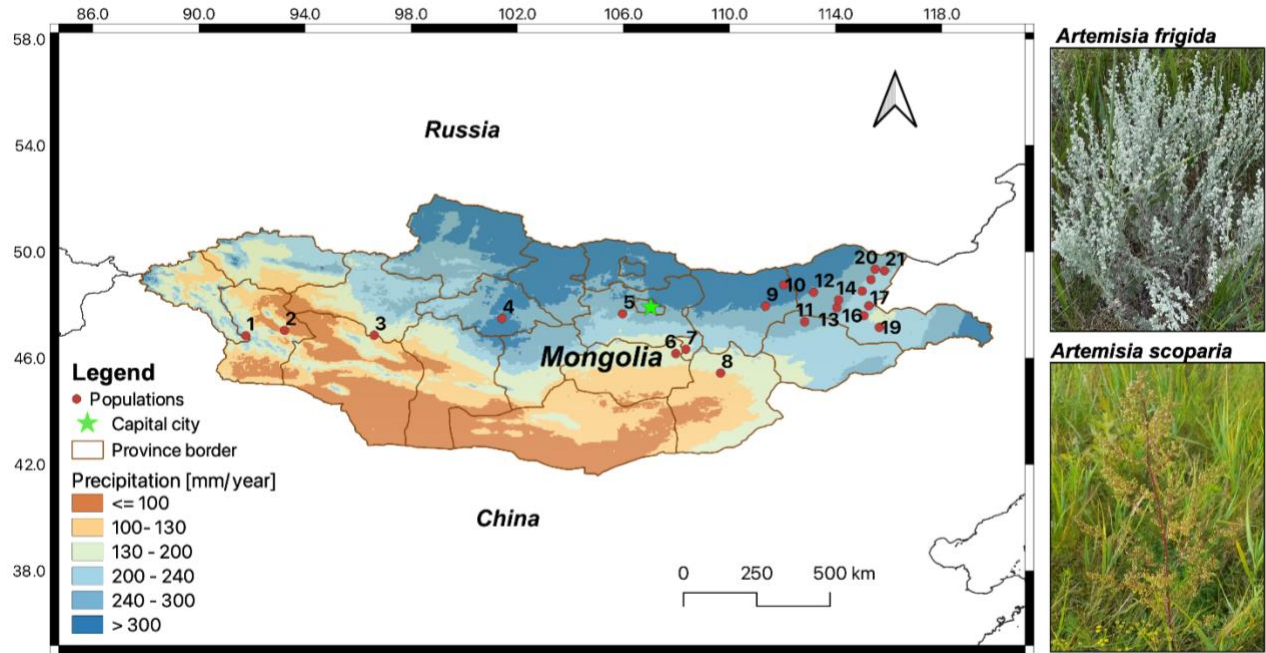 86.0 90.0 94.0 98.0 102.0 106.0 110.0 114.0 118.0
58.0
54.0
50.0
46.0
42.0
38.0
Russia
Mongolia
China
1
2
3
4
5
6
7
8
9
10
11
12
13
14
16
17
19
20
21
Legend
Populations
Capital city
Province border
Precipitation [mm/year]
<= 100
100- 130
130 - 200
200 - 240
240 - 300
> 300
0 250 500 km
Artemisia frigida
Artemisia scoparia